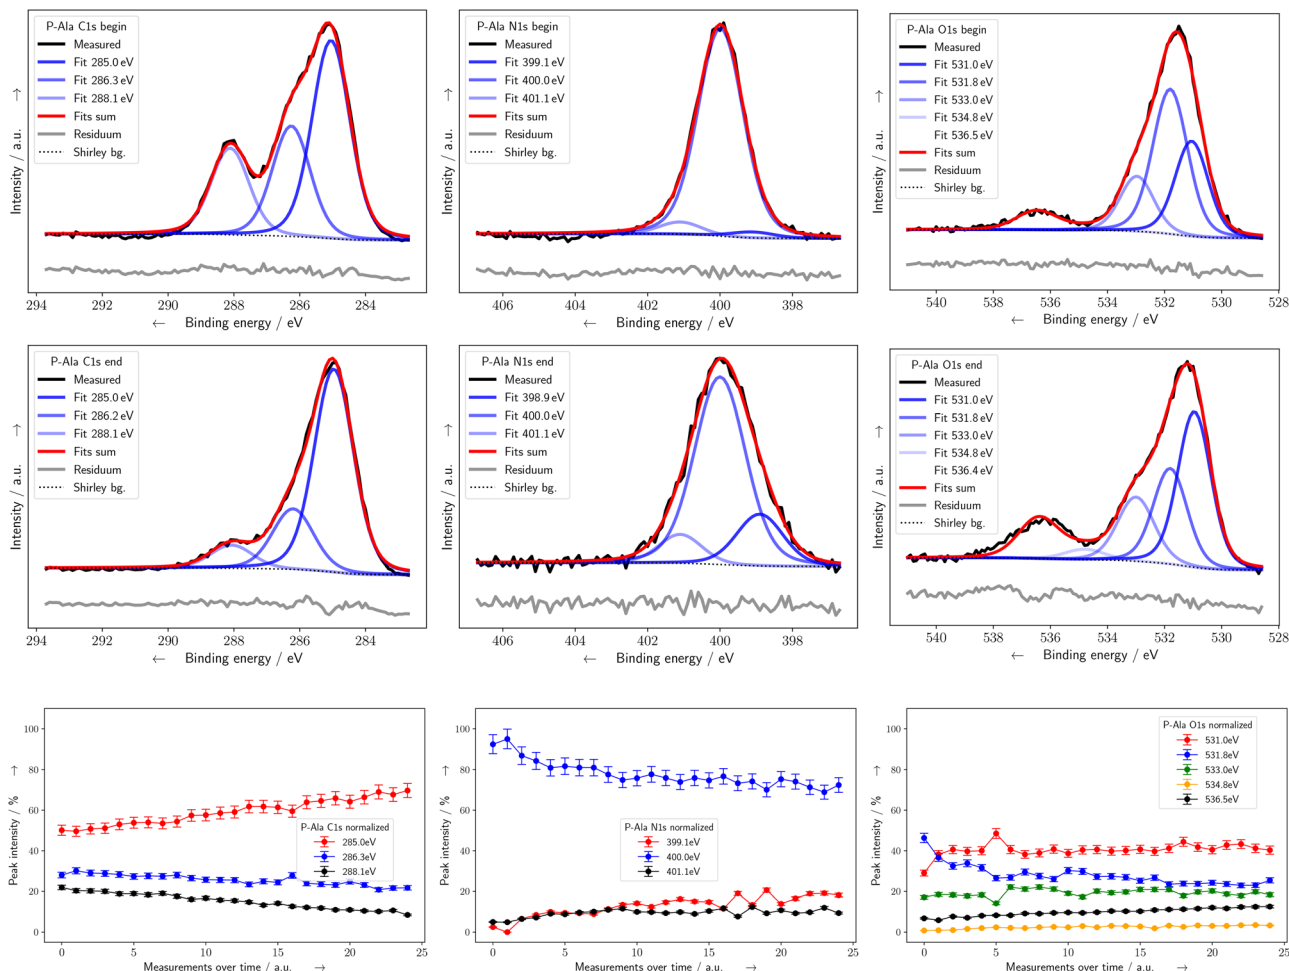 P-Ala C1s begin
Measured
Fit 285.0 eV
Fit 286.3 eV
Fit 288.1 eV
Fits sum
Residuum
Shirley bg.
Intensity / a.u. →
294 292 290 288 286 284
← Binding energy / eV
P-Ala N1s begin
Measured
Fit 399.1 eV
Fit 400.0 eV
Fit 401.1 eV
Fits sum
Residuum
Shirley bg.
Intensity / a.u. →
406 404 402 400 398
← Binding energy / eV
P-Ala O1s begin
Measured
Fit 531.0 eV
Fit 531.8 eV
Fit 533.0 eV
Fit 534.8 eV
Fit 536.5 eV
Fits sum
Residuum
Shirley bg.
Intensity / a.u. →
540 538 536 534 532 530 528
← Binding energy / eV
P-Ala C1s end
Measured
Fit 285.0 eV
Fit 286.2 eV
Fit 288.1 eV
Fits sum
Residuum
Shirley bg.
Intensity / a.u. →
294 292 290 288 286 284
← Binding energy / eV
P-Ala N1s end
Measured
Fit 398.9 eV
Fit 400.0 eV
Fit 401.1 eV
Fits sum
Residuum
Shirley bg.
Intensity / a.u. →
406 404 402 400 398
← Binding energy / eV
P-Ala O1s end
Measured
Fit 531.0 eV
Fit 531.8 eV
Fit 533.0 eV
Fit 534.8 eV
Fit 536.4 eV
Fits sum
Residuum
Shirley bg.
Intensity / a.u. →
540 538 536 534 532 530 528
← Binding energy / eV
100
80
60
40
20
0
Peak intensity / % →
P-Ala C1s normalized
285.0eV
286.3eV
288.1eV
0 5 10 15 20 25
Measurements over time / a.u. →
100
80
60
40
20
0
Peak intensity / % →
P-Ala N1s normalized
399.1eV
400.0eV
401.1eV
0 5 10 15 20 25
Measurements over time / a.u. →
100
80
60
40
20
0
Peak intensity / % →
P-Ala O1s normalized
531.0eV
531.8eV
533.0eV
534.8eV
536.5eV
0 5 10 15 20 25
Measurements over time / a.u. →